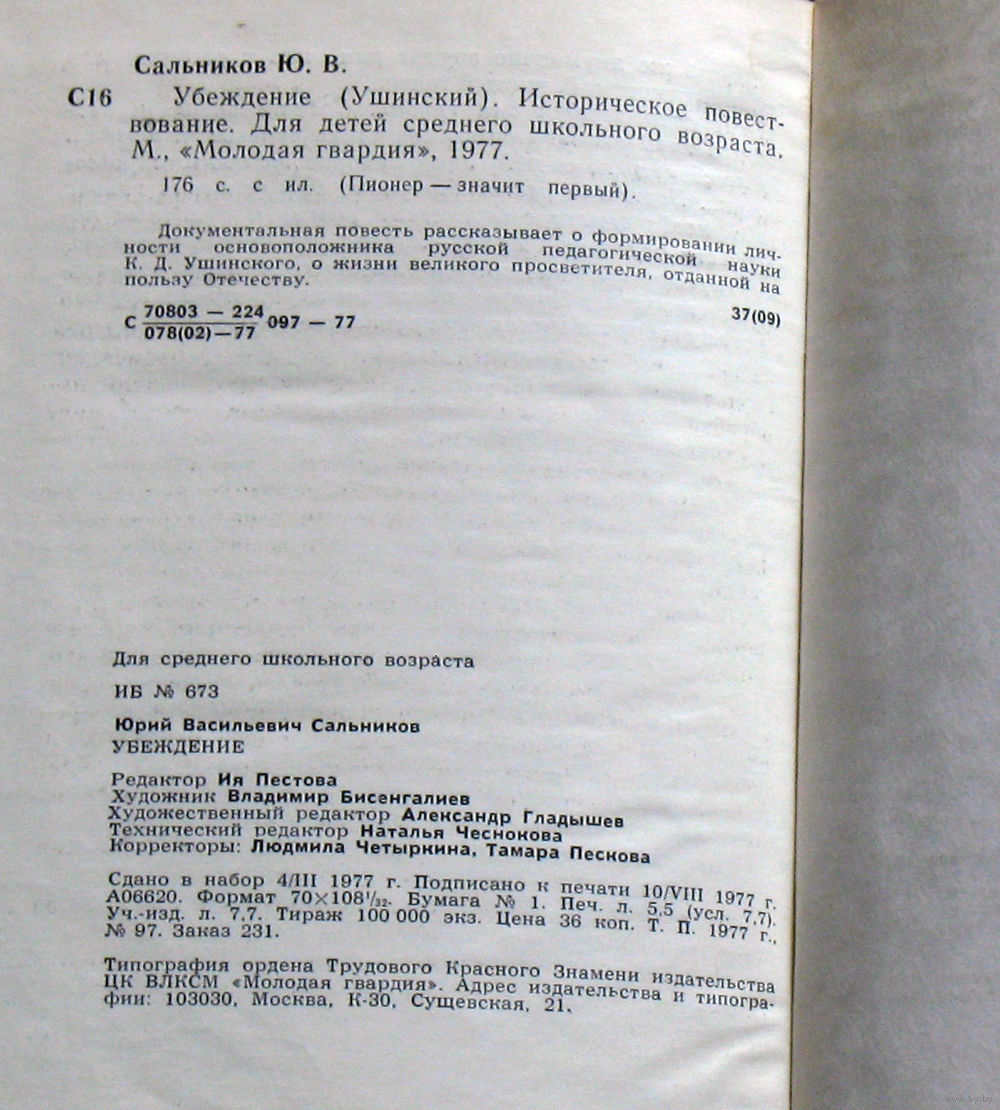 Сальников Ю. В.
С16 Убеждение (Ушинский). Историческое повест-
вование. Для детей среднего школьного возраста.
М., «Молодая гвардия», 1977.
176 с. с ил. (Пионер — значит первый).
Документальная повесть рассказывает о формировании лич-
ности основоположника русской педагогической науки
К. Д. Ушинского, о жизни великого просветителя, отданной на
пользу Отечеству.
С 70803 — 224
078(02)—77 097 — 77 37(09)
Для среднего школьного возраста
ИБ № 673
Юрий Васильевич Сальников
УБЕЖДЕНИЕ
Редактор Ия Пестова
Художник Владимир Бисенгалиев
Художественный редактор Александр Гладышев
Технический редактор Наталья Чеснокова
Корректоры: Людмила Четыркина, Тамара Пескова
Сдано в набор 4/III 1977 г. Подписано к печати 10/VIII 1977 г.
А06620. Формат 70×108¹/₃₂. Бумага № 1. Печ. л. 5,5 (усл. 7,7).
Уч.-изд. л. 7,7. Тираж 100 000 экз. Цена 36 коп. Т. П. 1977 г.,
№ 97. Заказ 231.
Типография ордена Трудового Красного Знамени издательства
ЦК ВЛКСМ «Молодая гвардия». Адрес издательства и типогра-
фии: 103030, Москва, К-30, Сущевская, 21.
www.ay.by